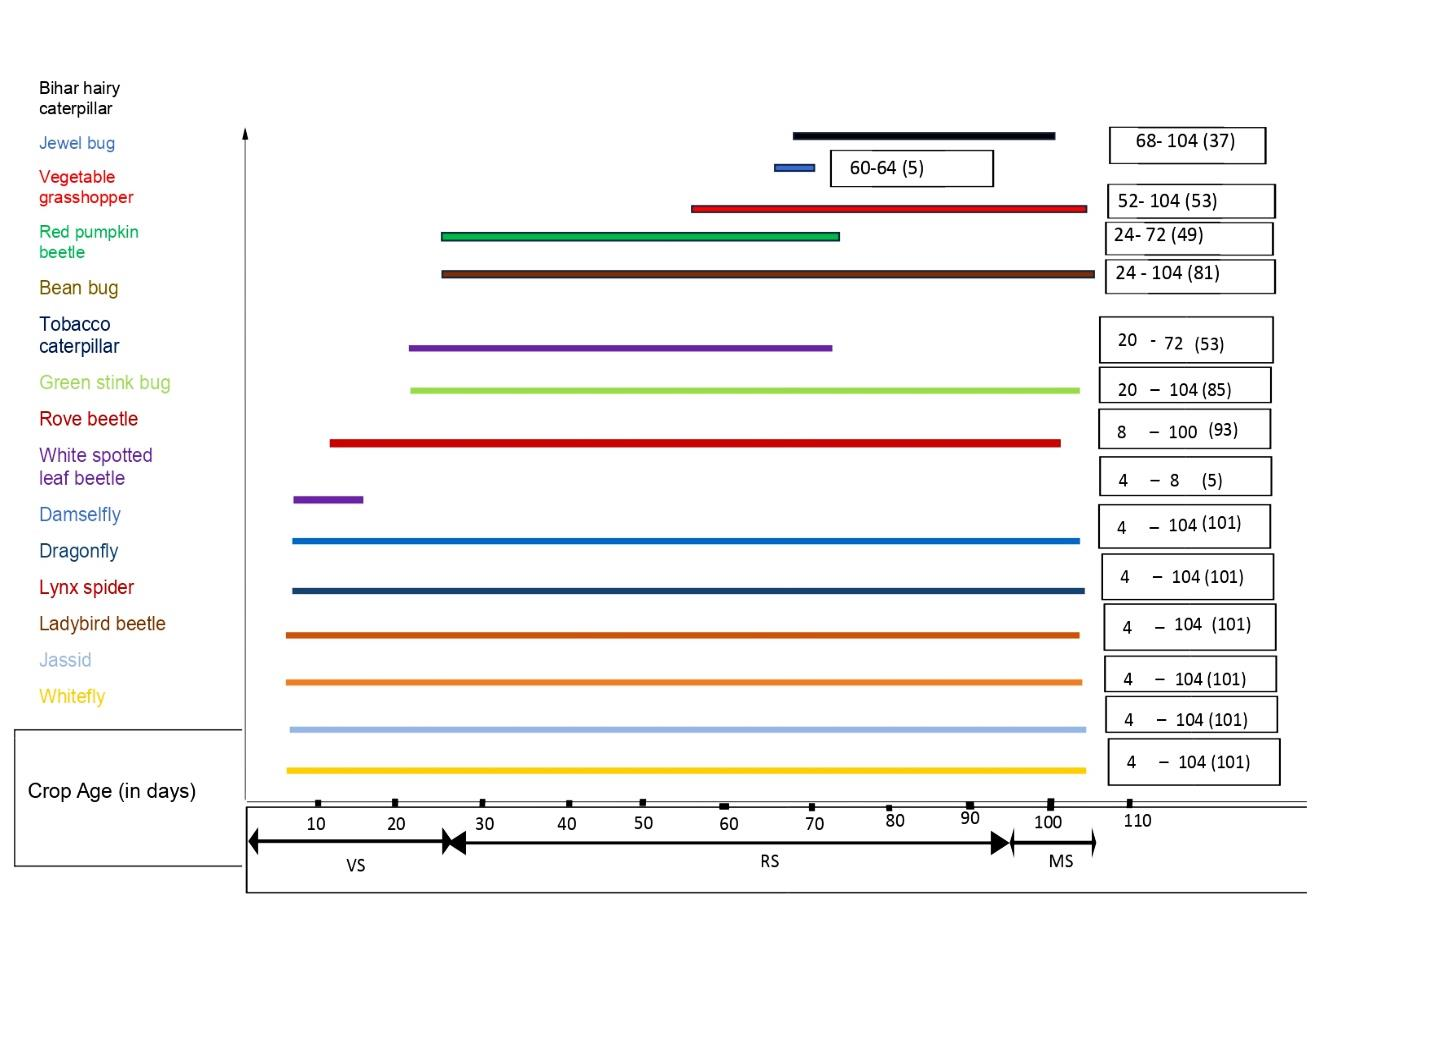 Bihar hairy
caterpillar
Jewel bug
Vegetable
grasshopper
Red pumpkin
beetle
Bean bug
Tobacco
caterpillar
Green stink bug
Rove beetle
White spotted
leaf beetle
Damselfly
Dragonfly
Lynx spider
Ladybird beetle
Jassid
Whitefly
Crop Age (in days)
68- 104 (37)
60-64 (5)
52- 104 (53)
24- 72 (49)
24 - 104 (81)
20 - 72 (53)
20 – 104 (85)
8 – 100 (93)
4 – 8 (5)
4 – 104 (101)
4 – 104 (101)
4 – 104 (101)
4 – 104 (101)
4 – 104 (101)
4 – 104 (101)
10 20 30 40 50 60 70 80 90 100 110
VS RS MS